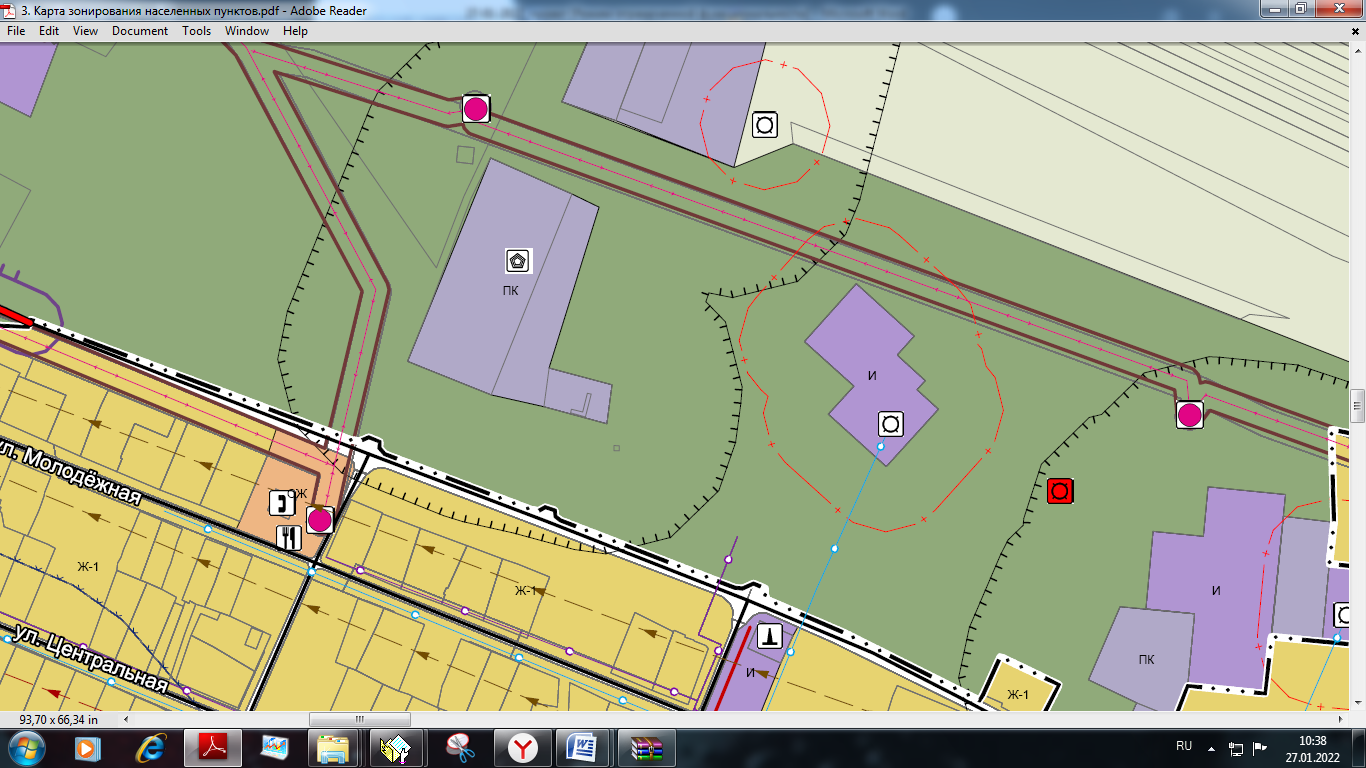 3. Карта зонирования населенных пунктов.pdf - Adobe Reader
File Edit View Document Tools Window Help
ПК
И
ул. Молодёжная
ОЖ
Ж-1
Ж-1
И
ПК
ул. Центральная
И
Ж-1
93,70 x 66,34 in
RU
10:38
27.01.2022